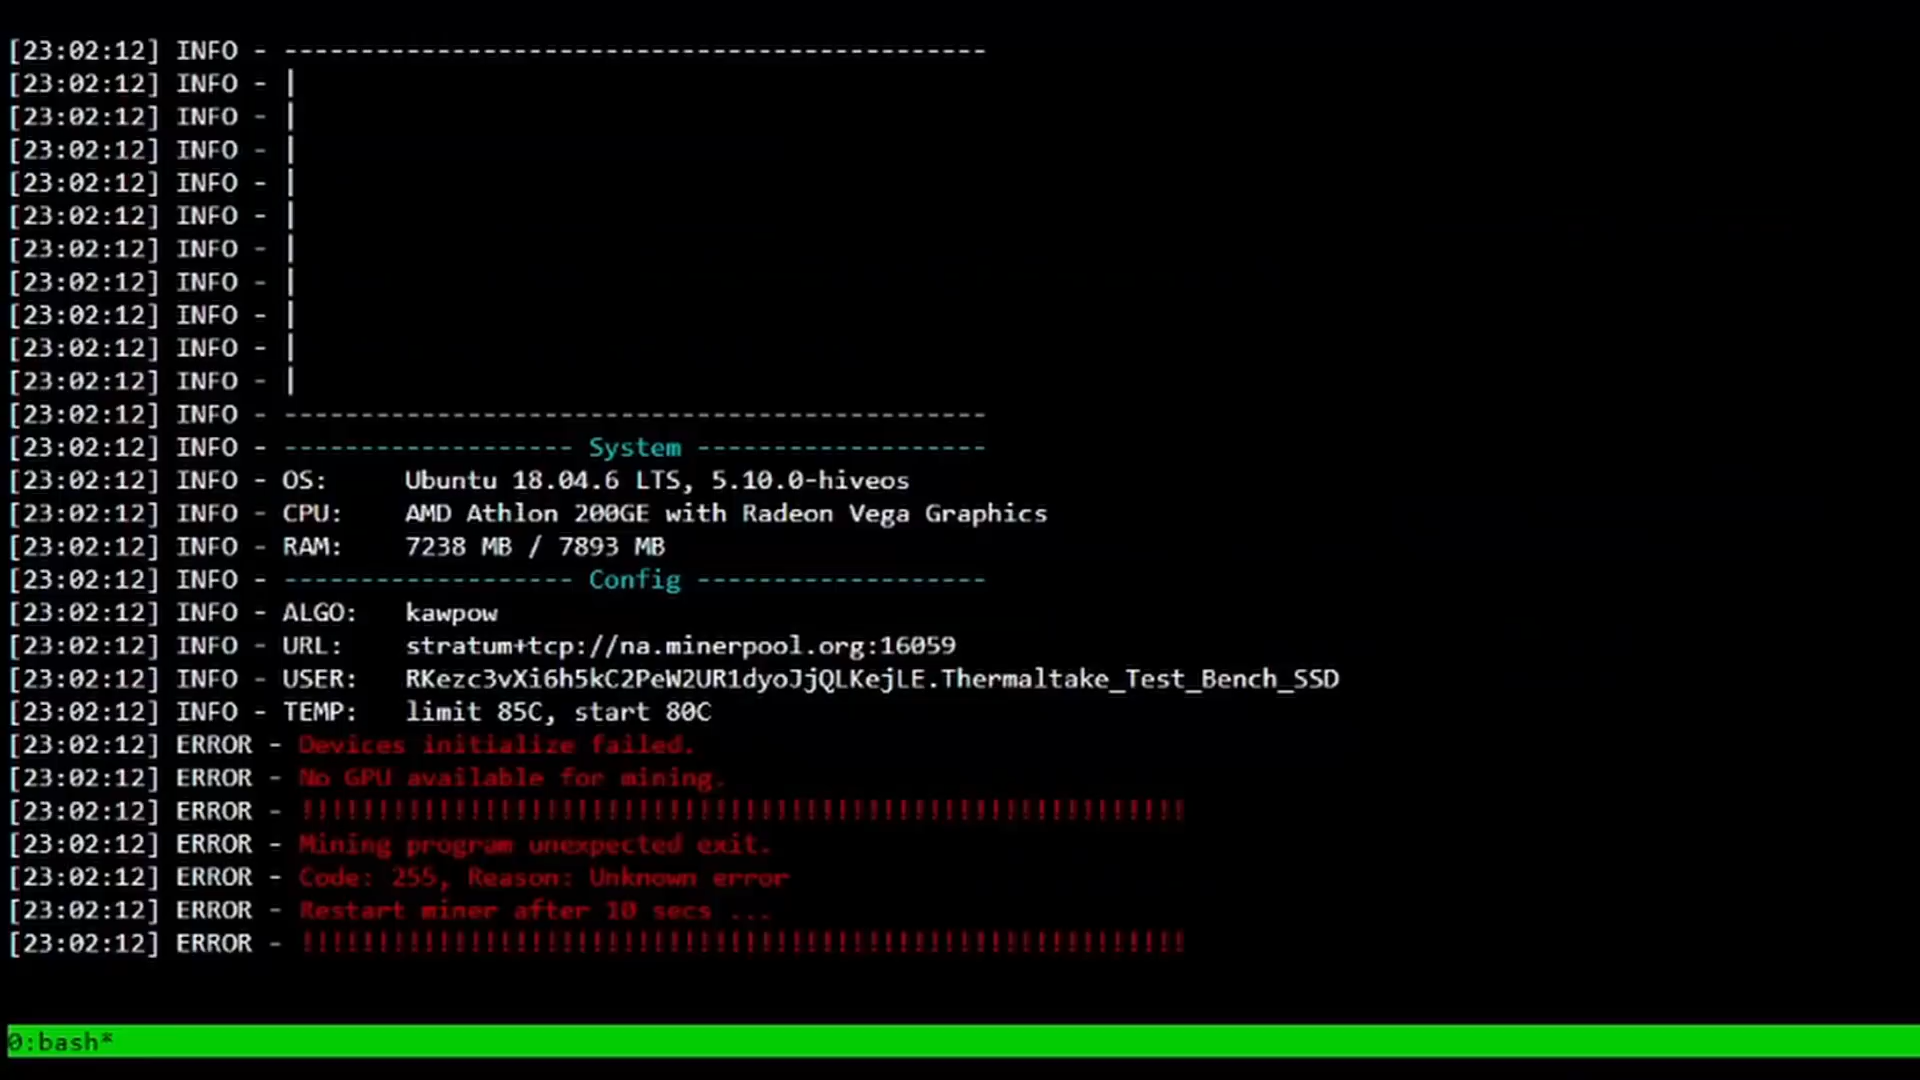 [23:02:12] INFO - ----------------------------------------------
[23:02:12] INFO - |
[23:02:12] INFO - |
[23:02:12] INFO - |
[23:02:12] INFO - |
[23:02:12] INFO - |
[23:02:12] INFO - |
[23:02:12] INFO - |
[23:02:12] INFO - |
[23:02:12] INFO - |
[23:02:12] INFO - |
[23:02:12] INFO - ----------------------------------------------
[23:02:12] INFO - ------------------- System -------------------
[23:02:12] INFO - OS: Ubuntu 18.04.6 LTS, 5.10.0-hiveos
[23:02:12] INFO - CPU: AMD Athlon 200GE with Radeon Vega Graphics
[23:02:12] INFO - RAM: 7238 MB / 7893 MB
[23:02:12] INFO - ------------------- Config -------------------
[23:02:12] INFO - ALGO: kawpow
[23:02:12] INFO - URL: stratum+tcp://na.minerpool.org:16059
[23:02:12] INFO - USER: RKezc3vXi6h5kC2PeW2UR1dyoJjQLKejLE.Thermaltake_Test_Bench_SSD
[23:02:12] INFO - TEMP: limit 85C, start 80C
[23:02:12] ERROR - Devices initialize failed.
[23:02:12] ERROR - No GPU available for mining.
[23:02:12] ERROR - !!!!!!!!!!!!!!!!!!!!!!!!!!!!!!!!!!!!!!!!!!!!!!!!!!!!!!!!!!
[23:02:12] ERROR - Mining program unexpected exit.
[23:02:12] ERROR - Code: 255, Reason: Unknown error
[23:02:12] ERROR - Restart miner after 10 secs ...
[23:02:12] ERROR - !!!!!!!!!!!!!!!!!!!!!!!!!!!!!!!!!!!!!!!!!!!!!!!!!!!!!!!!!!
0:bash*